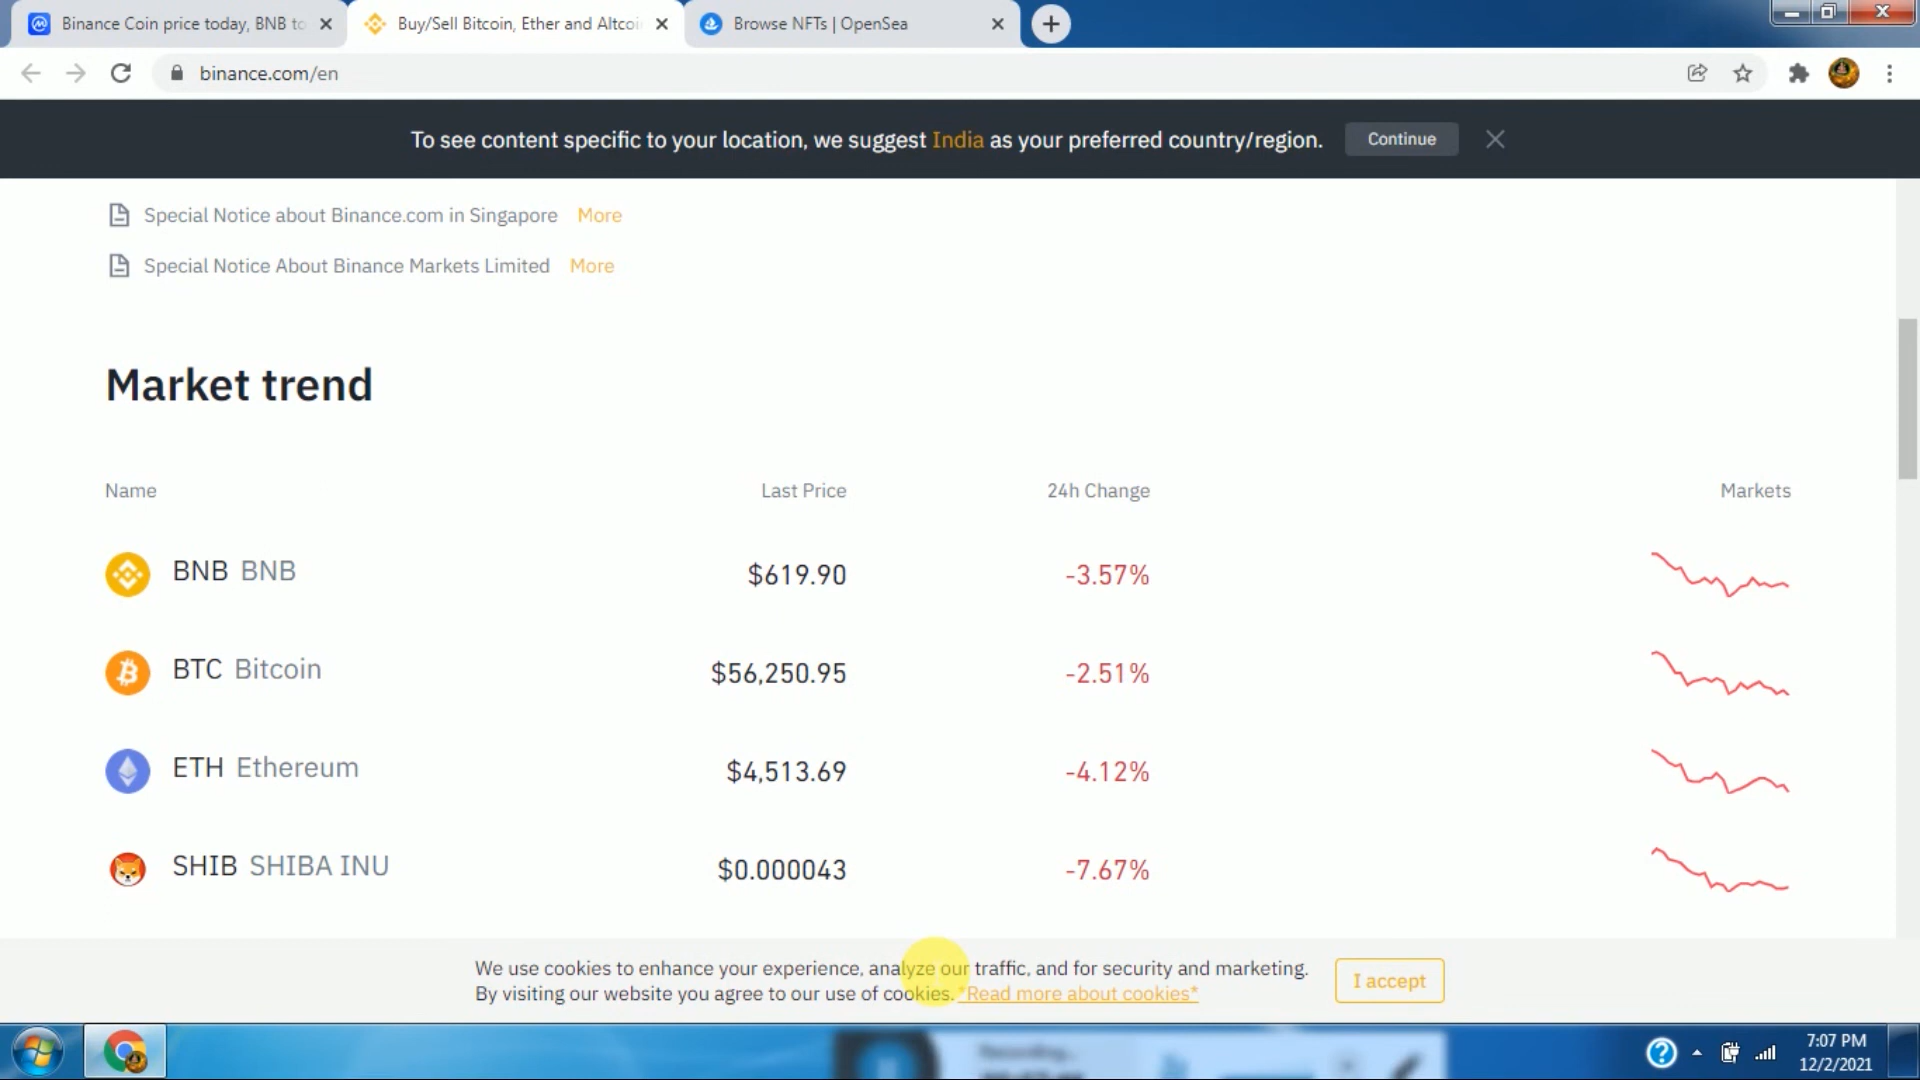 Binance Coin price today, BNB to
Buy/Sell Bitcoin, Ether and Altcoi
Browse NFTs | OpenSea
binance.com/en
To see content specific to your location, we suggest India as your preferred country/region. Continue
Special Notice about Binance.com in Singapore More
Special Notice About Binance Markets Limited More
Market trend
Name Last Price 24h Change Markets
BNB BNB $619.90 -3.57%
BTC Bitcoin $56,250.95 -2.51%
ETH Ethereum $4,513.69 -4.12%
SHIB SHIBA INU $0.000043 -7.67%
We use cookies to enhance your experience, analyze our traffic, and for security and marketing.
By visiting our website you agree to our use of cookies. *Read more about cookies*
I accept
Recording...
7:07 PM
12/2/2021